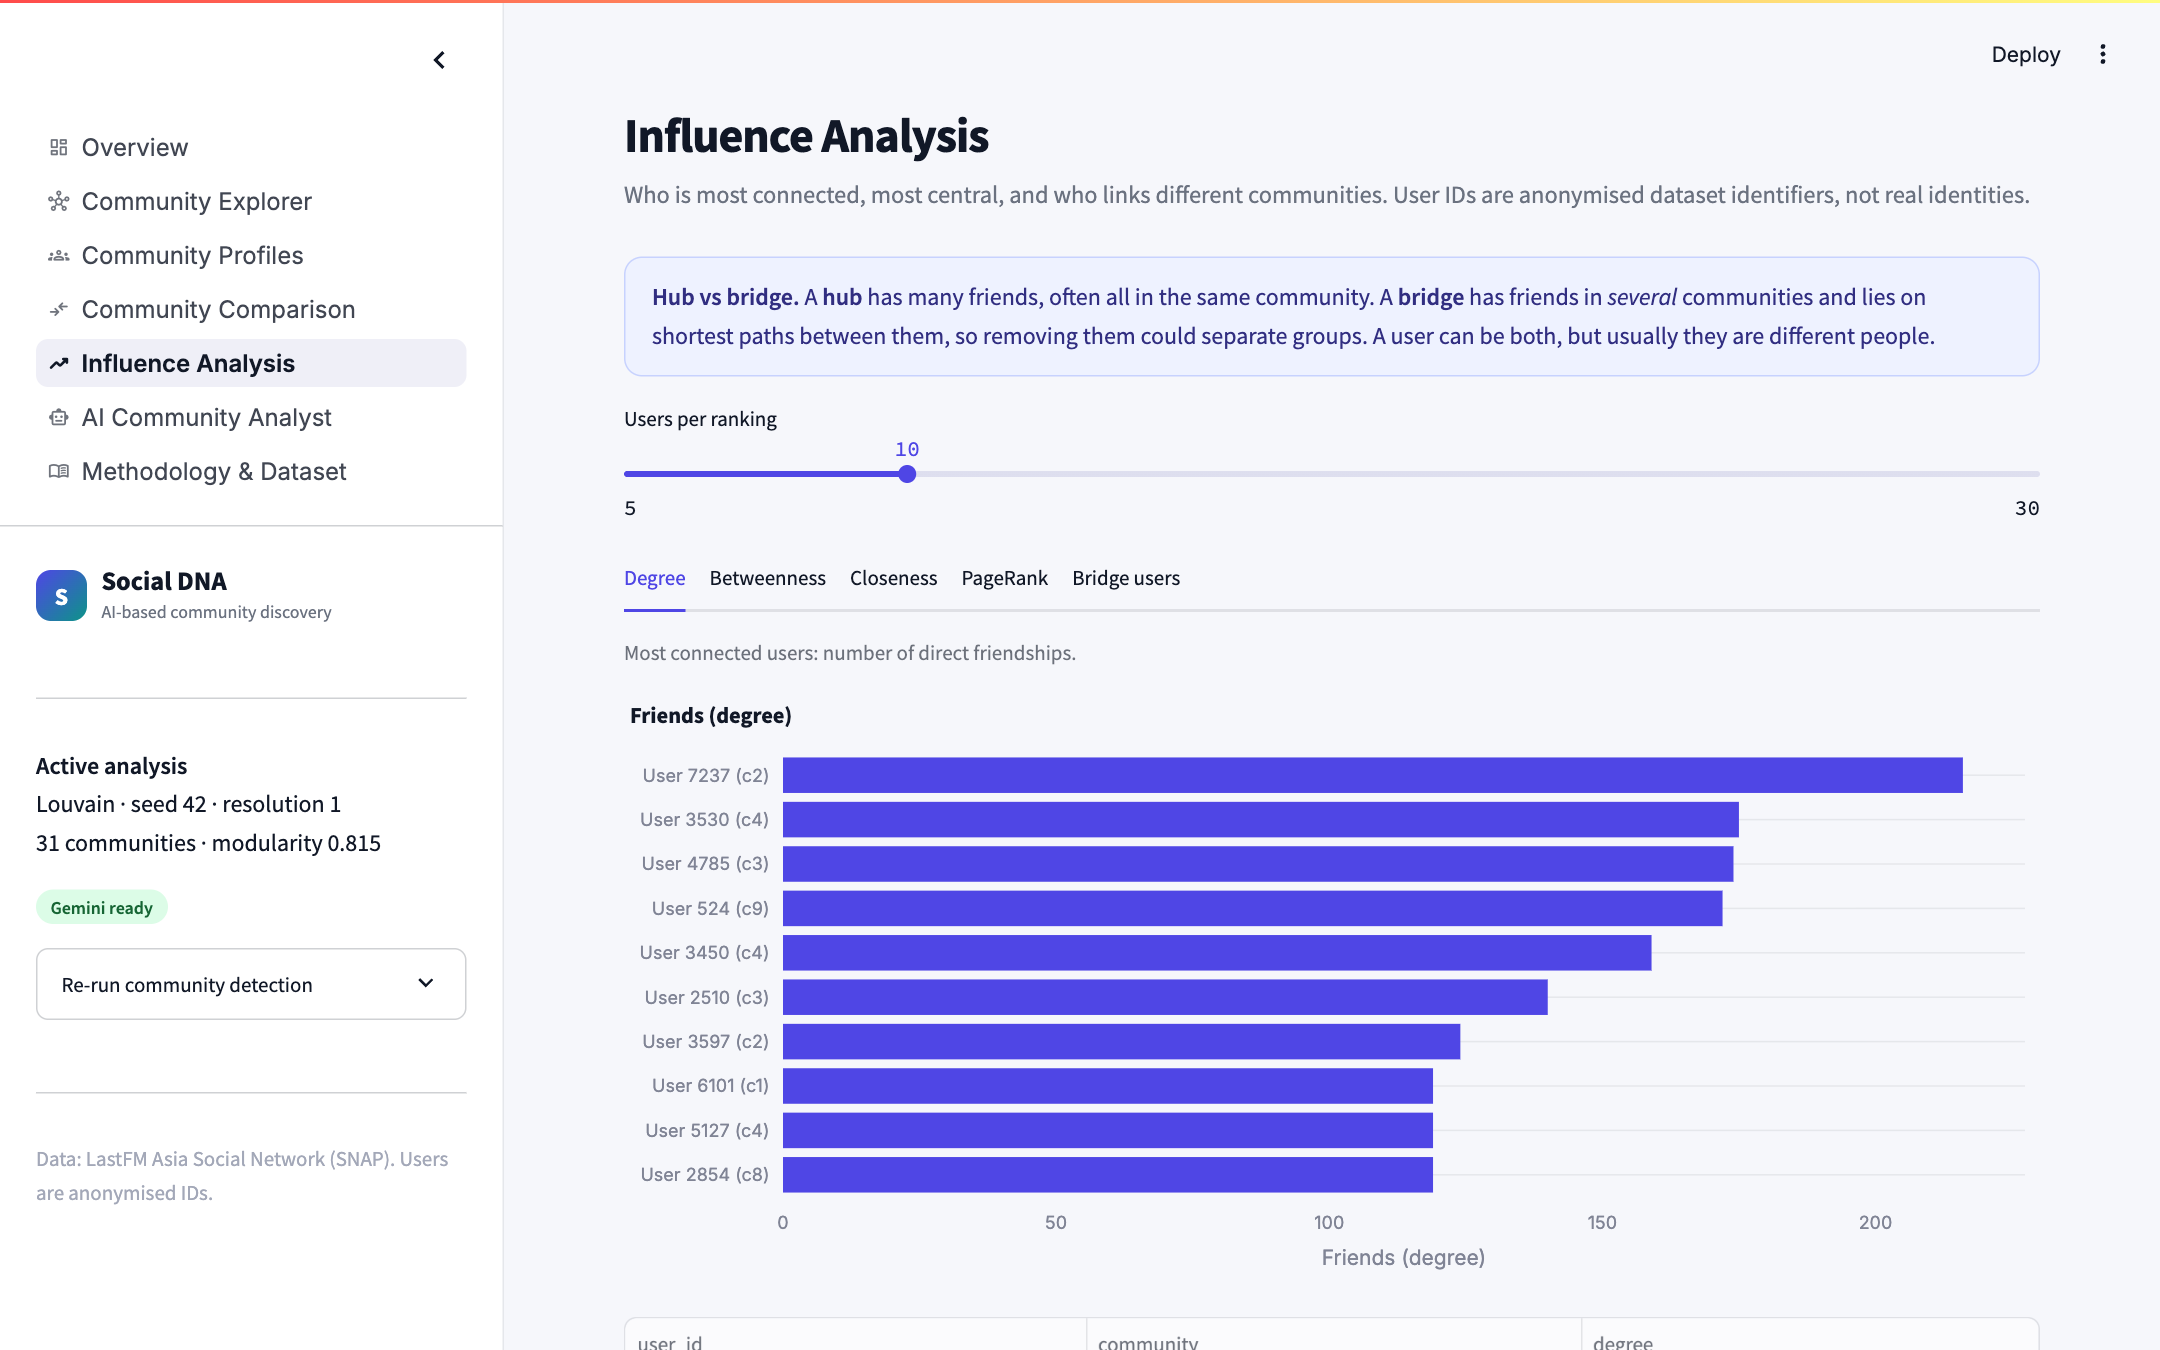 Deploy
Overview
Community Explorer
Community Profiles
Community Comparison
Influence Analysis
AI Community Analyst
Methodology & Dataset
S
Social DNA
AI-based community discovery
Active analysis
Louvain · seed 42 · resolution 1
31 communities · modularity 0.815
Gemini ready
Re-run community detection
Data: LastFM Asia Social Network (SNAP). Users
are anonymised IDs.
Influence Analysis
Who is most connected, most central, and who links different communities. User IDs are anonymised dataset identifiers, not real identities.
Hub vs bridge. A hub has many friends, often all in the same community. A bridge has friends in several communities and lies on
shortest paths between them, so removing them could separate groups. A user can be both, but usually they are different people.
Users per ranking
10
5 30
Degree Betweenness Closeness PageRank Bridge users
Most connected users: number of direct friendships.
Friends (degree)
User 7237 (c2)
User 3530 (c4)
User 4785 (c3)
User 524 (c9)
User 3450 (c4)
User 2510 (c3)
User 3597 (c2)
User 6101 (c1)
User 5127 (c4)
User 2854 (c8)
0 50 100 150 200
Friends (degree)
user_id community degree